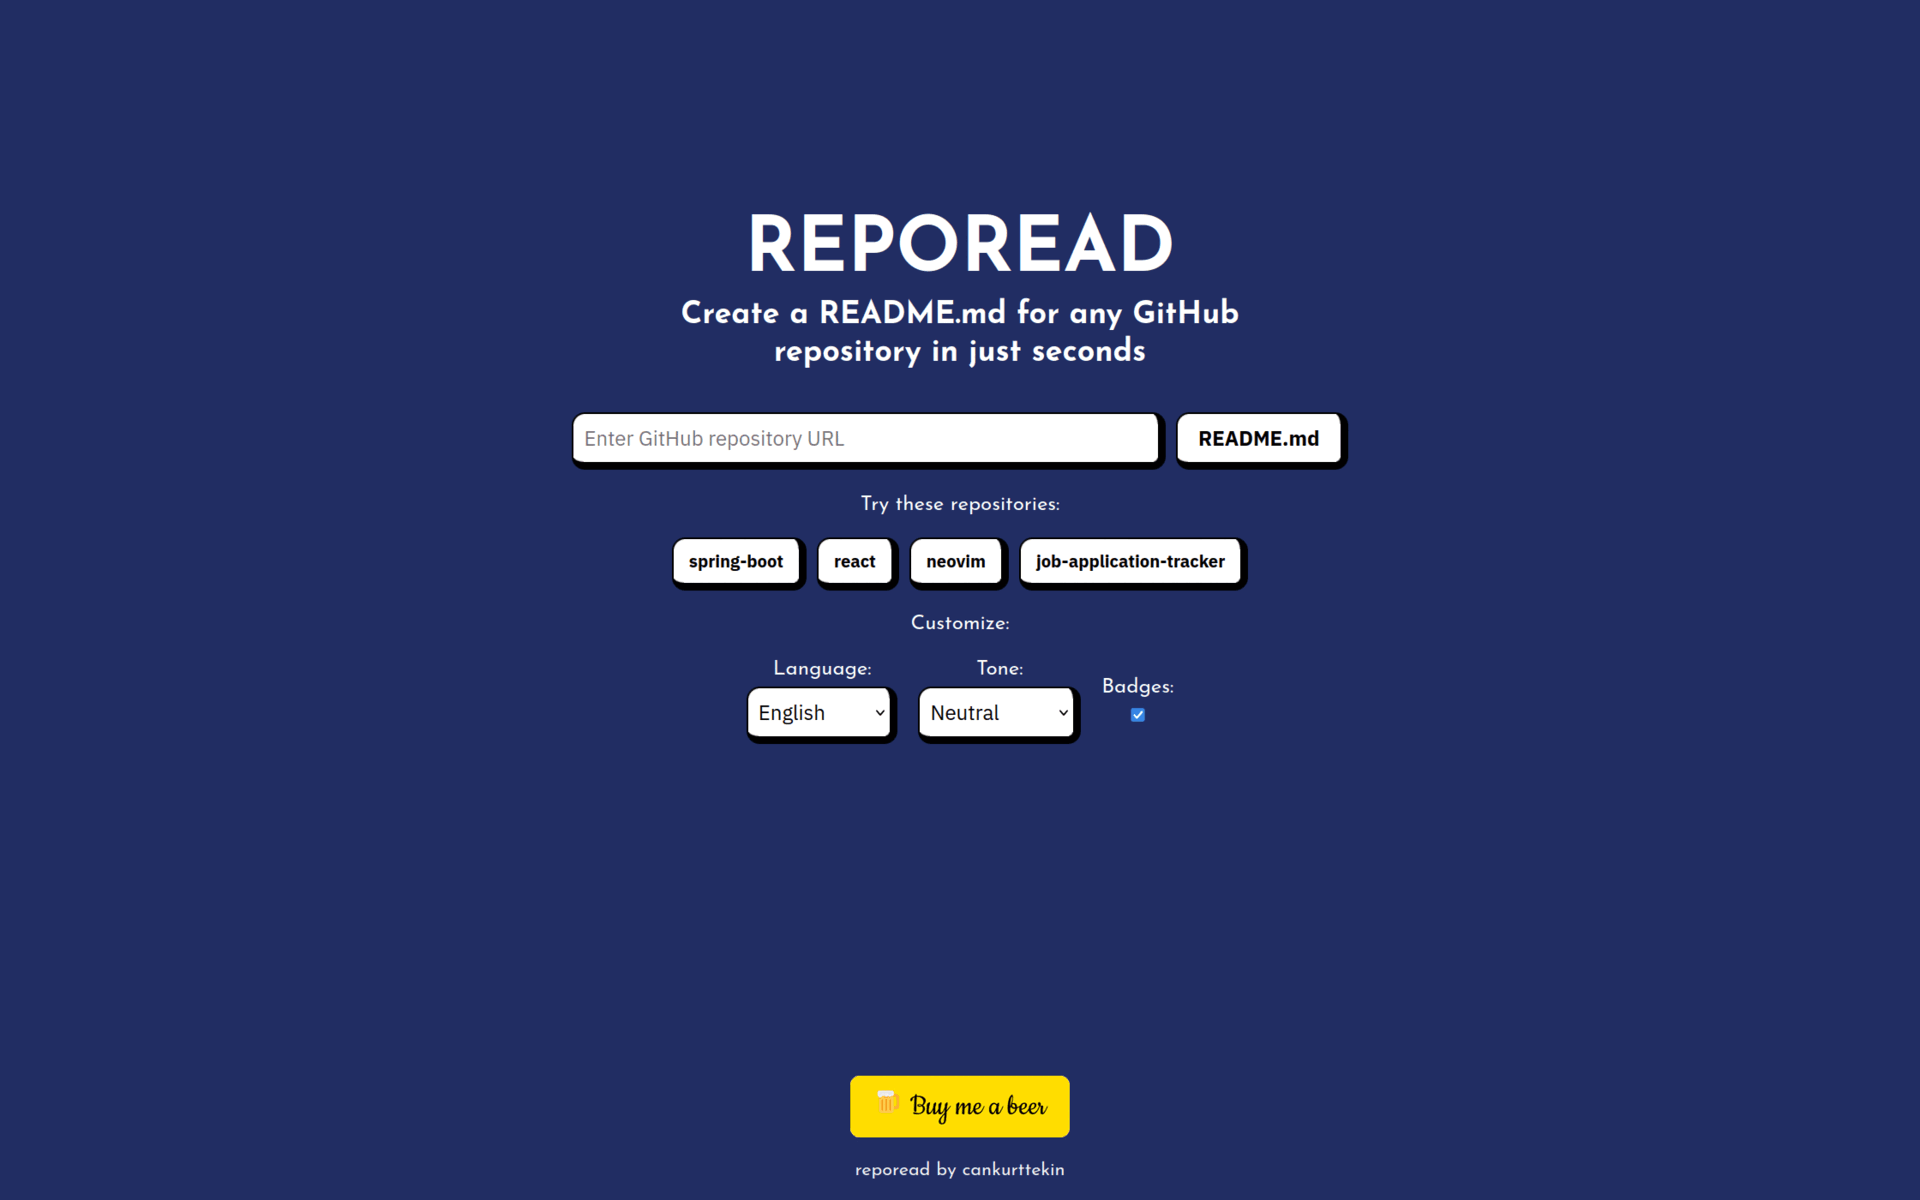 REPOREAD
Create a README.md for any GitHub
repository in just seconds
Enter GitHub repository URL
README.md
Try these repositories:
spring-boot
react
neovim
job-application-tracker
Customize:
Language:
Tone:
Badges:
English
Neutral
Buy me a beer
reporead by cankurttekin